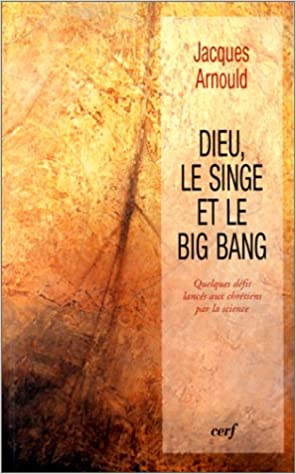 Jacques
Arnould
DIEU,
LE SINGE
ET LE
BIG BANG
Quelques défis
lancés aux chrétiens
par la science
cerf